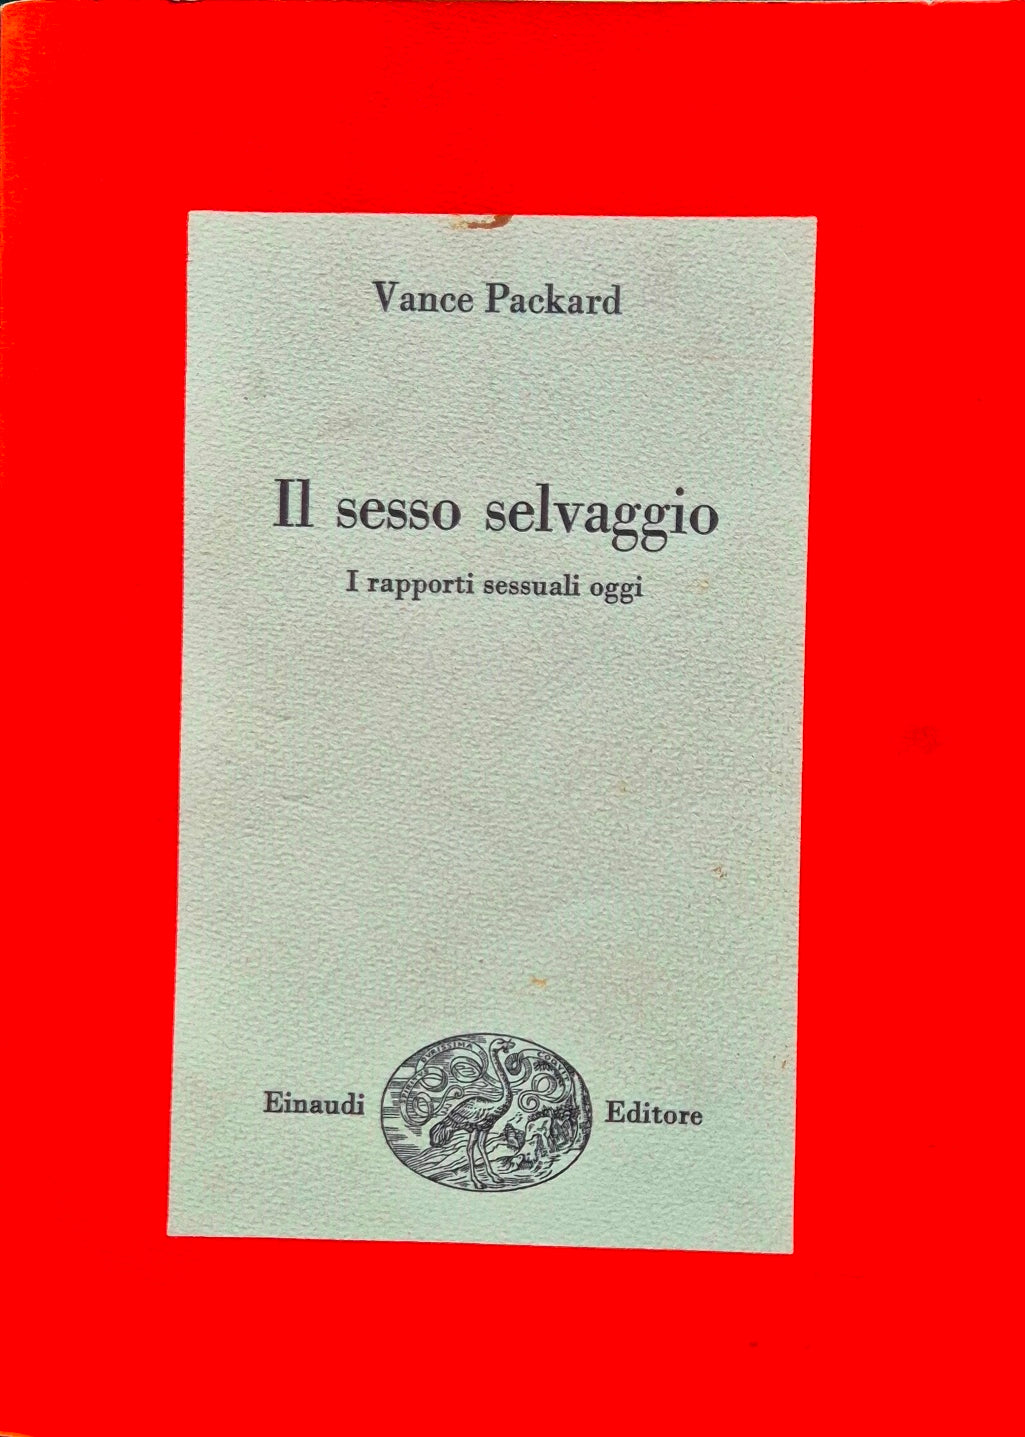 Vance Packard
Il sesso selvaggio
I rapporti sessuali oggi
Einaudi
Editore